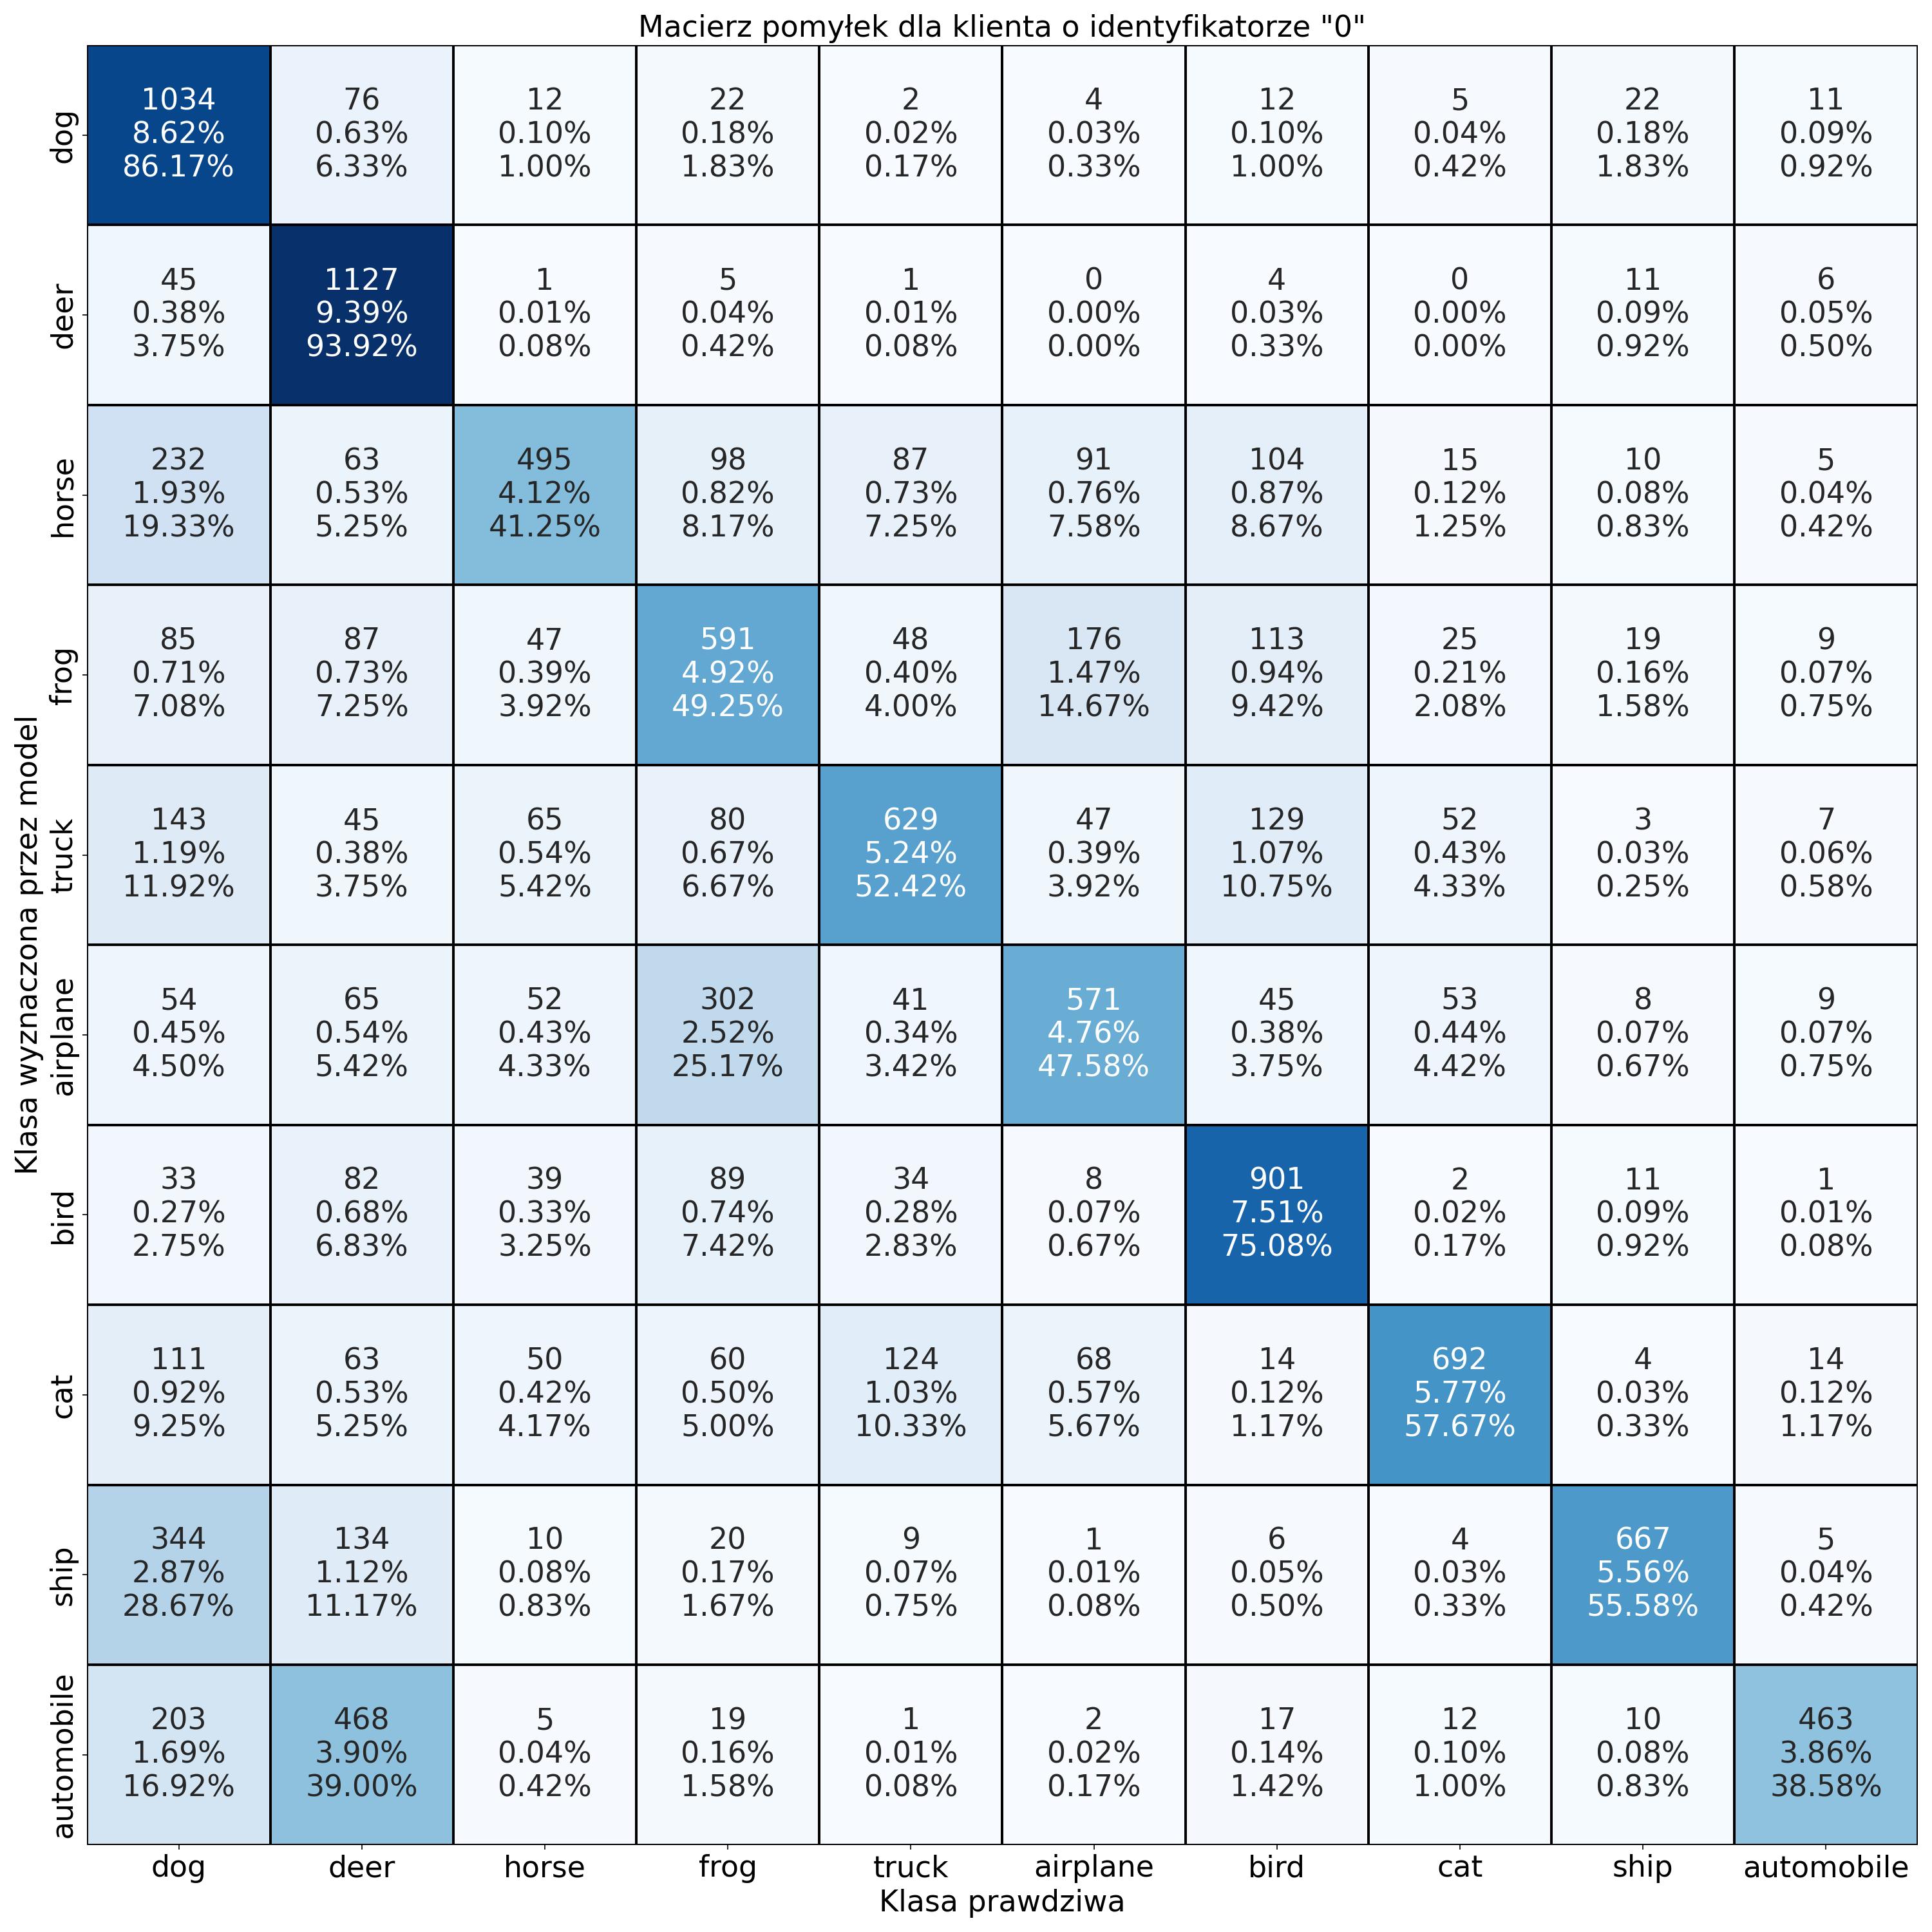 Macierz pomyłek dla klienta o identyfikatorze "0"
Klasa wyznaczona przez model
dog
1034 76 12 22 2 4 12 5 22 11
8.62% 0.63% 0.10% 0.18% 0.02% 0.03% 0.10% 0.04% 0.18% 0.09%
86.17% 6.33% 1.00% 1.83% 0.17% 0.33% 1.00% 0.42% 1.83% 0.92%
deer
45 1127 1 5 1 0 4 0 11 6
0.38% 9.39% 0.01% 0.04% 0.01% 0.00% 0.03% 0.00% 0.09% 0.05%
3.75% 93.92% 0.08% 0.42% 0.08% 0.00% 0.33% 0.00% 0.92% 0.50%
horse
232 63 495 98 87 91 104 15 10 5
1.93% 0.53% 4.12% 0.82% 0.73% 0.76% 0.87% 0.12% 0.08% 0.04%
19.33% 5.25% 41.25% 8.17% 7.25% 7.58% 8.67% 1.25% 0.83% 0.42%
frog
85 87 47 591 48 176 113 25 19 9
0.71% 0.73% 0.39% 4.92% 0.40% 1.47% 0.94% 0.21% 0.16% 0.07%
7.08% 7.25% 3.92% 49.25% 4.00% 14.67% 9.42% 2.08% 1.58% 0.75%
truck
143 45 65 80 629 47 129 52 3 7
1.19% 0.38% 0.54% 0.67% 5.24% 0.39% 1.07% 0.43% 0.03% 0.06%
11.92% 3.75% 5.42% 6.67% 52.42% 3.92% 10.75% 4.33% 0.25% 0.58%
airplane
54 65 52 302 41 571 45 53 8 9
0.45% 0.54% 0.43% 2.52% 0.34% 4.76% 0.38% 0.44% 0.07% 0.07%
4.50% 5.42% 4.33% 25.17% 3.42% 47.58% 3.75% 4.42% 0.67% 0.75%
bird
33 82 39 89 34 8 901 2 11 1
0.27% 0.68% 0.33% 0.74% 0.28% 0.07% 7.51% 0.02% 0.09% 0.01%
2.75% 6.83% 3.25% 7.42% 2.83% 0.67% 75.08% 0.17% 0.92% 0.08%
cat
111 63 50 60 124 68 14 692 4 14
0.92% 0.53% 0.42% 0.50% 1.03% 0.57% 0.12% 5.77% 0.03% 0.12%
9.25% 5.25% 4.17% 5.00% 10.33% 5.67% 1.17% 57.67% 0.33% 1.17%
ship
344 134 10 20 9 1 6 4 667 5
2.87% 1.12% 0.08% 0.17% 0.07% 0.01% 0.05% 0.03% 5.56% 0.04%
28.67% 11.17% 0.83% 1.67% 0.75% 0.08% 0.50% 0.33% 55.58% 0.42%
automobile
203 468 5 19 1 2 17 12 10 463
1.69% 3.90% 0.04% 0.16% 0.01% 0.02% 0.14% 0.10% 0.08% 3.86%
16.92% 39.00% 0.42% 1.58% 0.08% 0.17% 1.42% 1.00% 0.83% 38.58%
dog deer horse frog truck airplane bird cat ship automobile
Klasa prawdziwa